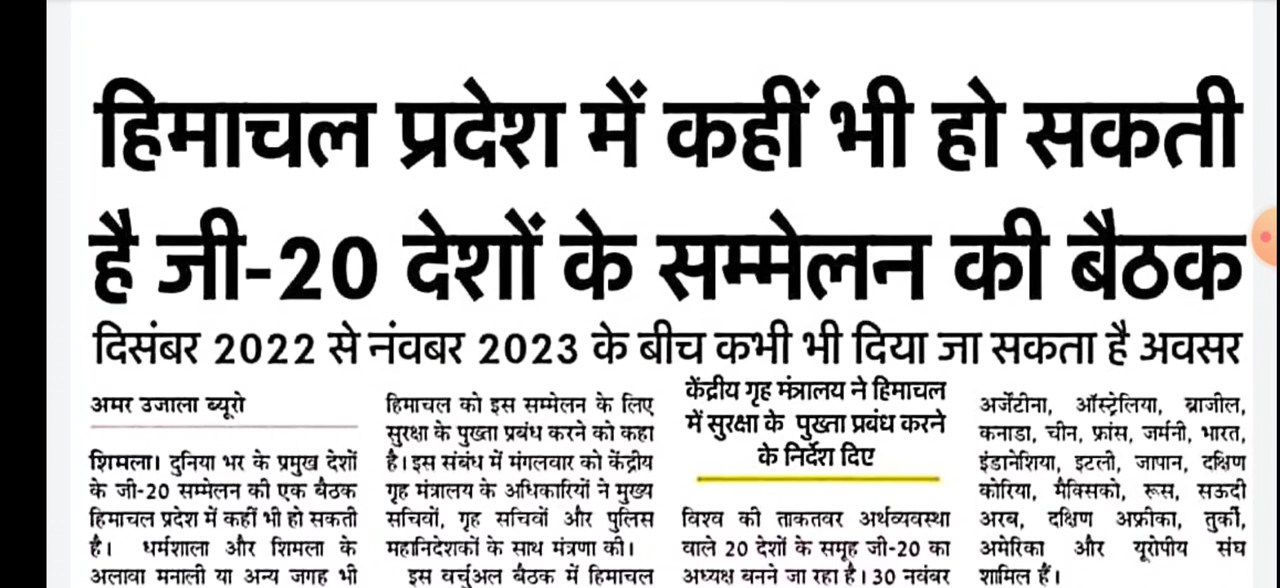 हिमाचल प्रदेश में कहीं भी हो सकती
है जी-20 देशों के सम्मेलन की बैठक
दिसंबर 2022 से नंवबर 2023 के बीच कभी भी दिया जा सकता है अवसर
अमर उजाला ब्यूरो
शिमला। दुनिया भर के प्रमुख देशों
के जी-20 सम्मेलन की एक बैठक
हिमाचल प्रदेश में कहीं भी हो सकती
है। धर्मशाला और शिमला के
अलावा मनाली या अन्य जगह भी
हिमाचल को इस सम्मेलन के लिए
सुरक्षा के पुख्ता प्रबंध करने को कहा
है। इस संबंध में मंगलवार को केंद्रीय
गृह मंत्रालय के अधिकारियों ने मुख्य
सचिवों, गृह सचिवों और पुलिस
महानिदेशकों के साथ मंत्रणा की।
इस वर्चुअल बैठक में हिमाचल
केंद्रीय गृह मंत्रालय ने हिमाचल
में सुरक्षा के पुख्ता प्रबंध करने
के निर्देश दिए
विश्व की ताकतवर अर्थव्यवस्था
वाले 20 देशों के समूह जी-20 का
अध्यक्ष बनने जा रहा है। 30 नवंबर
अर्जेंटीना, ऑस्ट्रेलिया, ब्राजील,
कनाडा, चीन, फ्रांस, जर्मनी, भारत,
इंडोनेशिया, इटली, जापान, दक्षिण
कोरिया, मैक्सिको, रूस, सऊदी
अरब, दक्षिण अफ्रीका, तुर्की,
अमेरिका और यूरोपीय संघ
शामिल हैं।